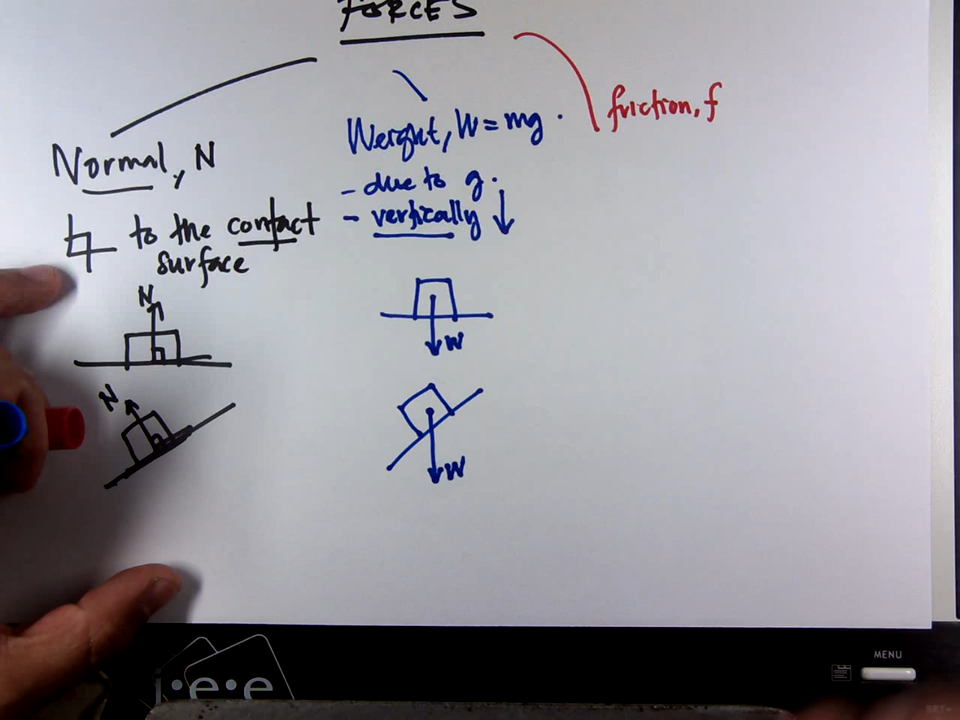 FORCES
Normal, N
to the contact
surface
N
N
Weight, W = mg.
- due to g.
- vertically ↓
W
W
friction, f
MENU
i•e•e